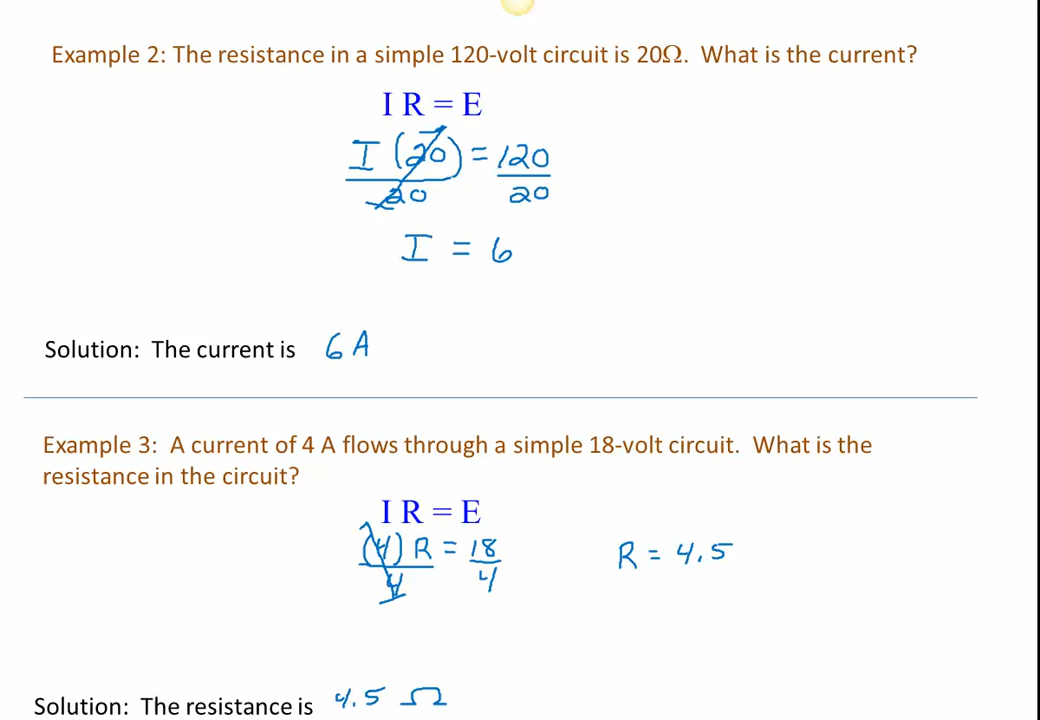 Example 2: The resistance in a simple 120-volt circuit is 20Ω. What is the current?
I R = E
I (20) = 120
20 20
I = 6
Solution: The current is 6 A
Example 3: A current of 4 A flows through a simple 18-volt circuit. What is the
resistance in the circuit?
I R = E
(4) R = 18 R = 4.5
4 4
Solution: The resistance is 4.5 Ω